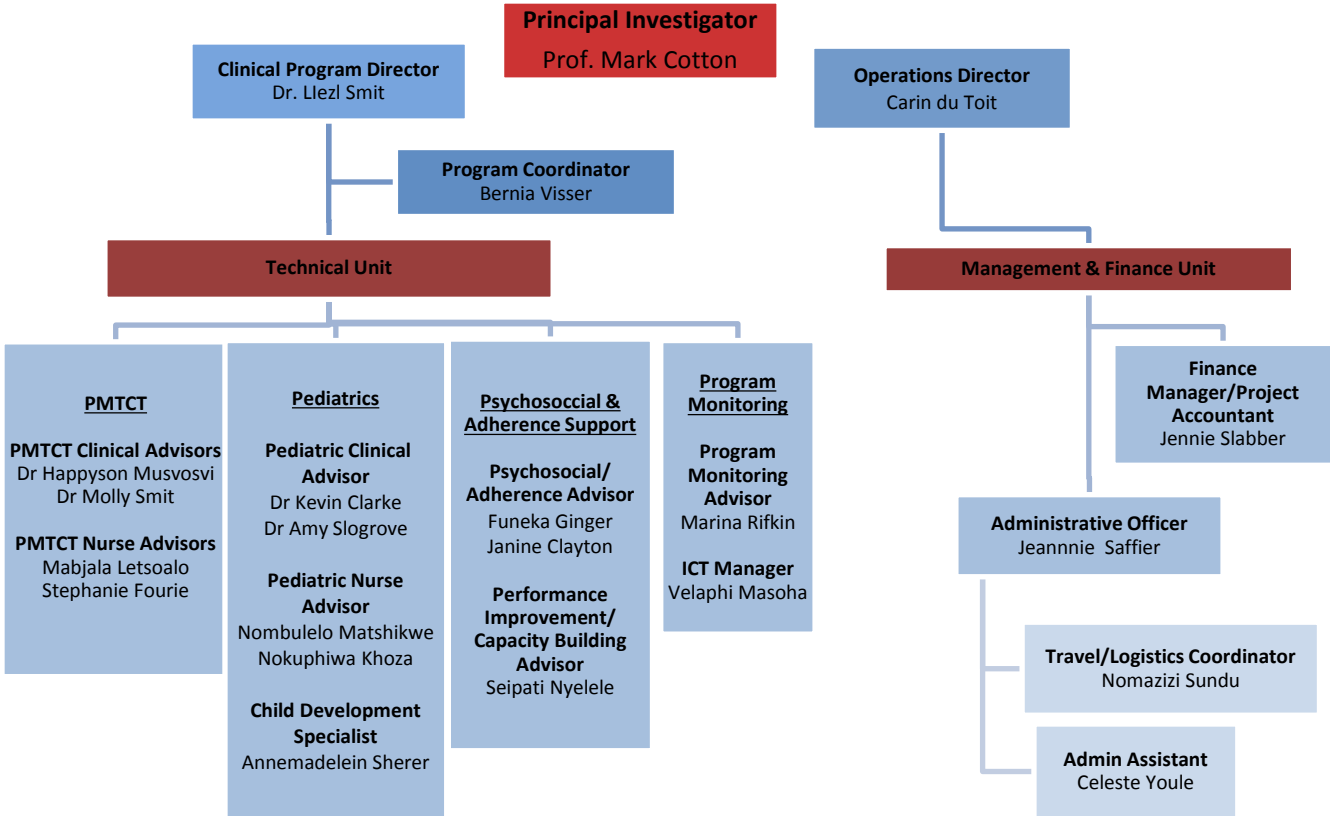 Principal Investigator
Prof. Mark Cotton
Clinical Program Director
Dr. LIezl Smit
Operations Director
Carin du Toit
Program Coordinator
Bernia Visser
Technical Unit
Management & Finance Unit
PMTCT
PMTCT Clinical Advisors
Dr Happyson Musvosvi
Dr Molly Smit
PMTCT Nurse Advisors
Mabjala Letsoalo
Stephanie Fourie
Pediatrics
Pediatric Clinical
Advisor
Dr Kevin Clarke
Dr Amy Slogrove
Pediatric Nurse
Advisor
Nombulelo Matshikwe
Nokuphiwa Khoza
Child Development
Specialist
Annemadelein Sherer
Psychosoccial &
Adherence Support
Psychosocial/
Adherence Advisor
Funeka Ginger
Janine Clayton
Performance
Improvement/
Capacity Building
Advisor
Seipati Nyelele
Program
Monitoring
Program
Monitoring
Advisor
Marina Rifkin
ICT Manager
Velaphi Masoha
Finance
Manager/Project
Accountant
Jennie Slabber
Administrative Officer
Jeannnie Saffier
Travel/Logistics Coordinator
Nomazizi Sundu
Admin Assistant
Celeste Youle